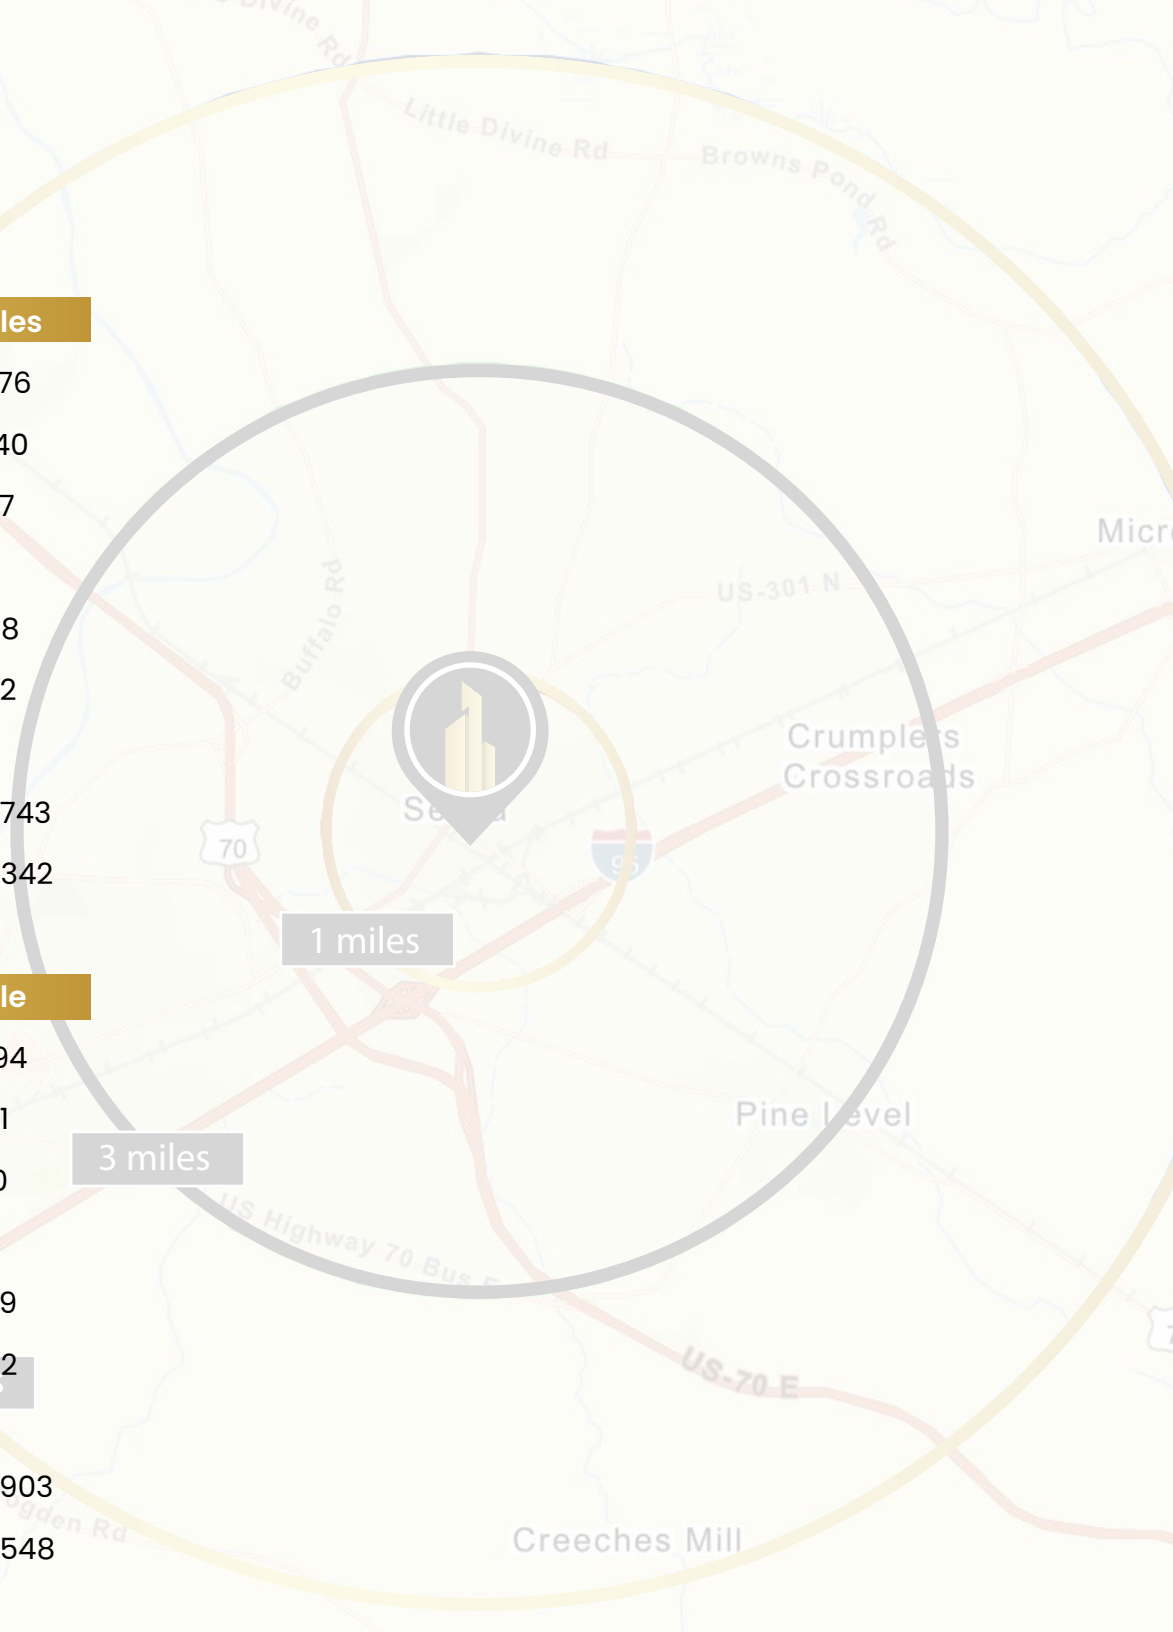 Little Divine Rd
Browns Pond Rd
les
76
40
7
US-301 N
Buffalo Rd
8
2
Crumplers
Crossroads
743
70
95
342
1 miles
le
94
1
Pine Level
3 miles
0
US Highway 70 Bus E
9
2
US-70 E
903
Creeches Mill
548